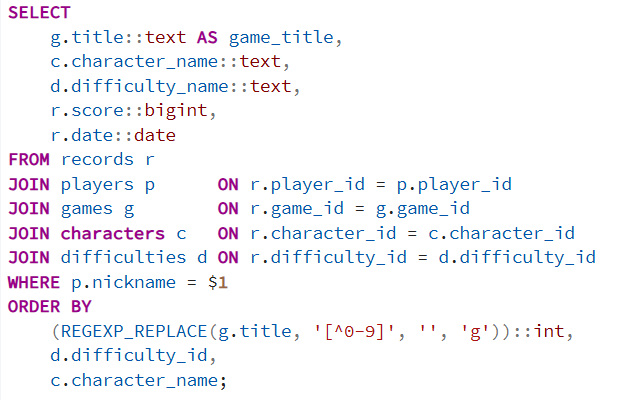 SELECT
    g.title::text AS game_title,
    c.character_name::text,
    d.difficulty_name::text,
    r.score::bigint,
    r.date::date
FROM records r
JOIN players p      ON r.player_id = p.player_id
JOIN games g        ON r.game_id = g.game_id
JOIN characters c   ON r.character_id = c.character_id
JOIN difficulties d ON r.difficulty_id = d.difficulty_id
WHERE p.nickname = $1
ORDER BY
    (REGEXP_REPLACE(g.title, '[^0-9]', '', 'g'))::int,
    d.difficulty_id,
    c.character_name;